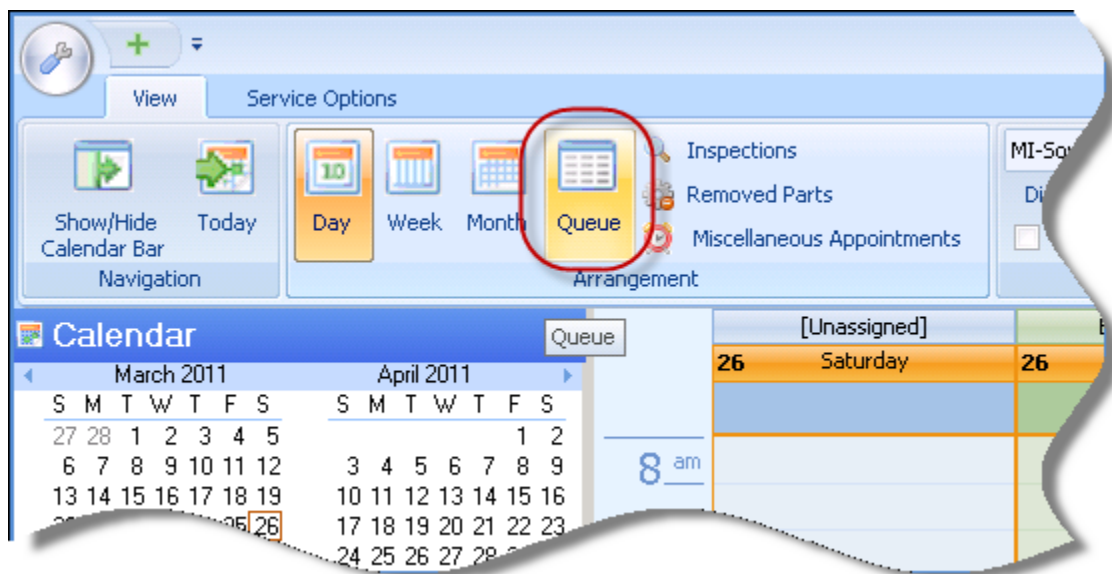 View Service Options
Show/Hide
Calendar Bar
Today
Navigation
10
Day Week Month Queue
Inspections
Removed Parts
Miscellaneous Appointments
Arrangement
Calendar
Queue
March 2011
S M T W T F S
27 28 1 2 3 4 5
6 7 8 9 10 11 12
13 14 15 16 17 18 19
26
April 2011
S M T W T F S
1 2
3 4 5 6 7 8 9
10 11 12 13 14 15 16
17 18 19 20 21 22 23
24 25 26 27 28
8 am
[Unassigned]
26 Saturday
26